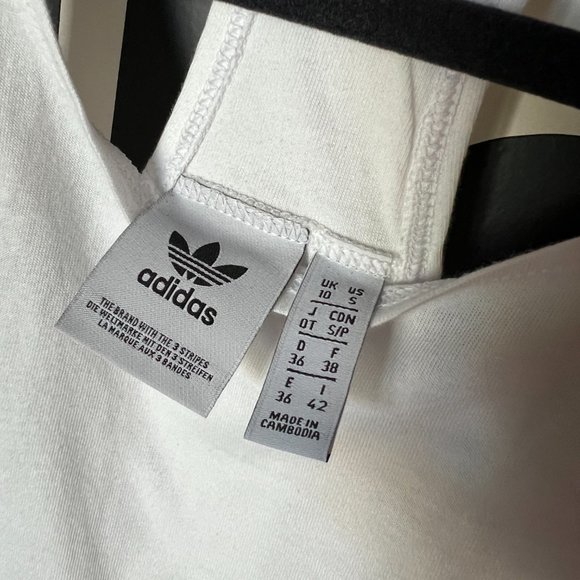 adidas
THE BRAND WITH THE 3 STRIPES
DIE WELTMARKE MIT DEN 3 STREIFEN
LA MARQUE AUX 3 BANDES
UK US
10 S
J CDN
OT S/P
D F
36 38
E I
36 42
MADE IN
CAMBODIA